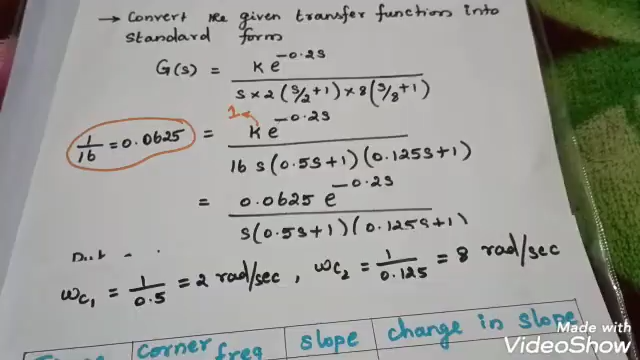 → Convert the given transfer function into
standard form
G(s) = K e^-0.2s / s x 2 (s/2 + 1) x 8 (s/8 + 1)
1/16 = 0.0625 = 1 K e^-0.2s / 16 s (0.5s + 1) (0.125s + 1)
= 0.0625 e^-0.2s / s (0.5s + 1) (0.125s + 1)
ωc1 = 1/0.5 = 2 rad/sec, ωc2 = 1/0.125 = 8 rad/sec
corner freq
slope
change in slope
Made with
VideoShow